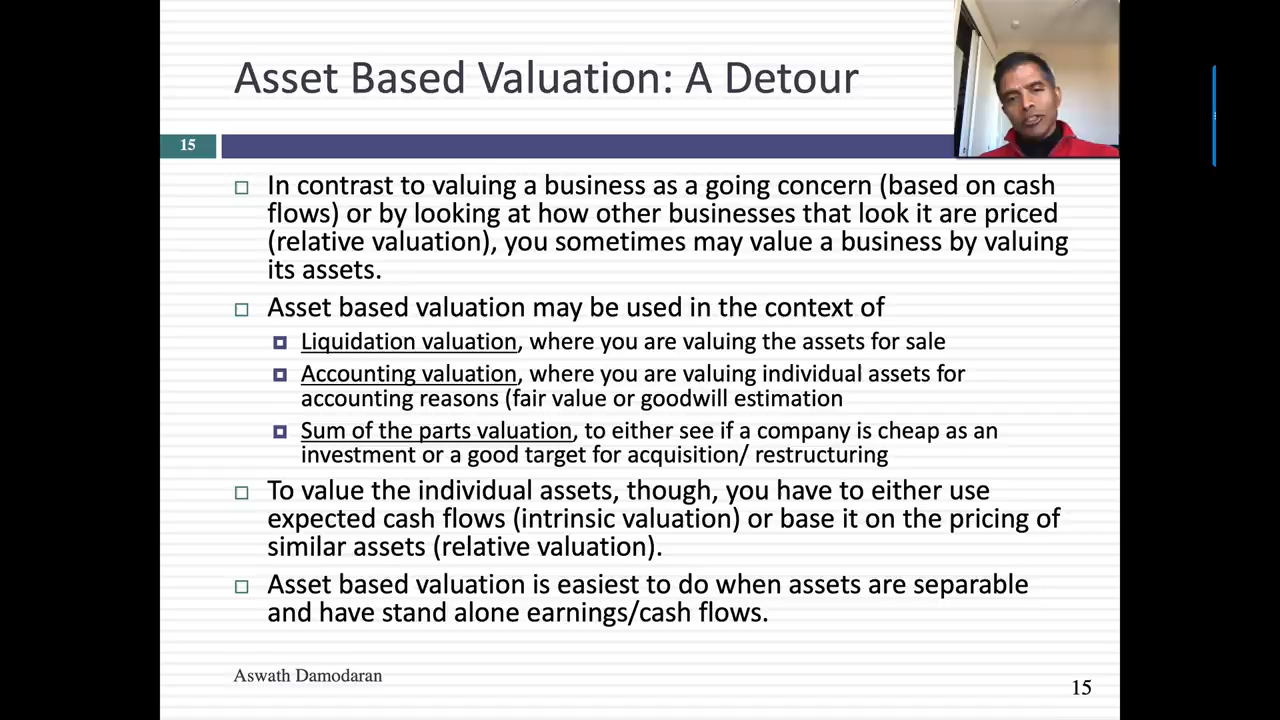 Asset Based Valuation: A Detour
15
In contrast to valuing a business as a going concern (based on cash
flows) or by looking at how other businesses that look it are priced
(relative valuation), you sometimes may value a business by valuing
its assets.
Asset based valuation may be used in the context of
Liquidation valuation, where you are valuing the assets for sale
Accounting valuation, where you are valuing individual assets for
accounting reasons (fair value or goodwill estimation
Sum of the parts valuation, to either see if a company is cheap as an
investment or a good target for acquisition/ restructuring
To value the individual assets, though, you have to either use
expected cash flows (intrinsic valuation) or base it on the pricing of
similar assets (relative valuation).
Asset based valuation is easiest to do when assets are separable
and have stand alone earnings/cash flows.
Aswath Damodaran
15